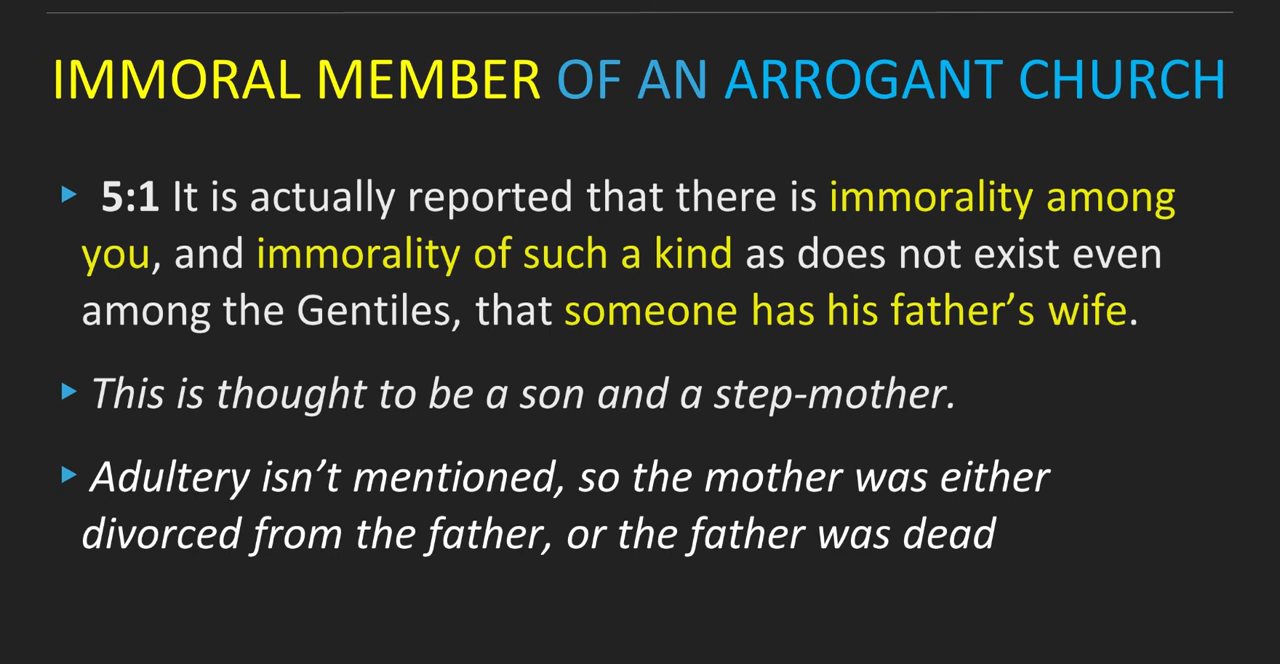 IMMORAL MEMBER OF AN ARROGANT CHURCH
5:1 It is actually reported that there is immorality among
you, and immorality of such a kind as does not exist even
among the Gentiles, that someone has his father’s wife.
This is thought to be a son and a step-mother.
Adultery isn’t mentioned, so the mother was either
divorced from the father, or the father was dead